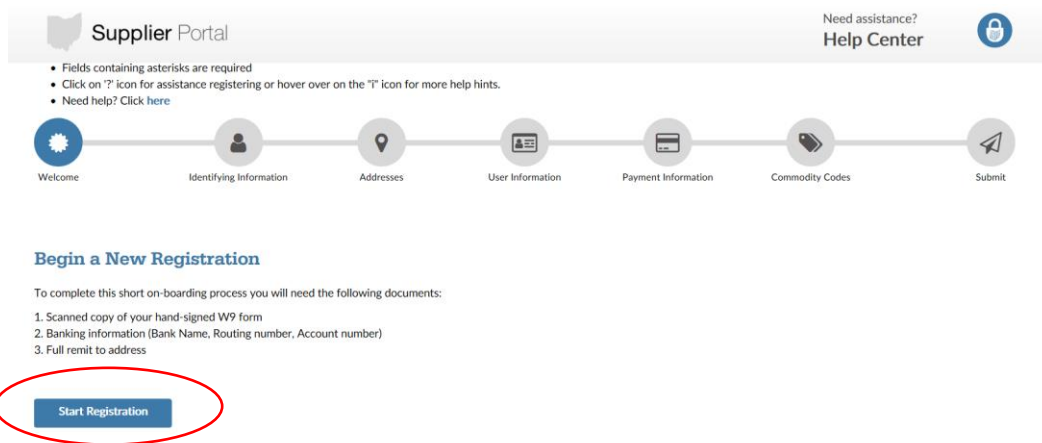 Supplier Portal
Need assistance?
Help Center
• Fields containing asterisks are required
• Click on '?' icon for assistance registering or hover over on the "i" icon for more help hints.
• Need help? Click here
Welcome
Identifying Information
Addresses
User Information
Payment Information
Commodity Codes
Submit
Begin a New Registration
To complete this short on-boarding process you will need the following documents:
1. Scanned copy of your hand-signed W9 form
2. Banking information (Bank Name, Routing number, Account number)
3. Full remit to address
Start Registration